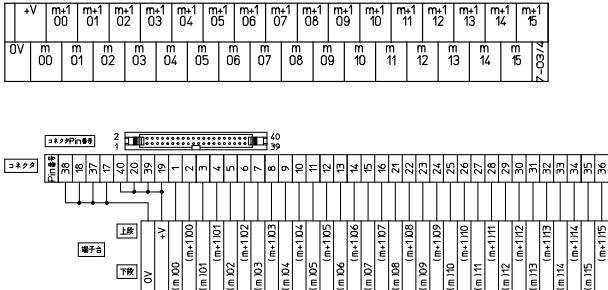 +V m+1 00 m+1 01 m+1 02 m+1 03 m+1 04 m+1 05 m+1 06 m+1 07 m+1 08 m+1 09 m+1 10 m+1 11 m+1 12 m+1 13 m+1 14 m+1 15
0V m 00 m 01 m 02 m 03 m 04 m 05 m 06 m 07 m 08 m 09 m 10 m 11 m 12 m 13 m 14 m 15 7-03/4
コネクタPin番号 2 40
1 39
コネクタ Pin番号 38 18 37 17 40 20 39 19 1 2 3 4 5 6 7 8 9 10 11 12 13 14 15 16 21 22 23 24 25 26 27 28 29 30 31 32 33 34 35 36
上段 +V (m+1)00 (m+1)01 (m+1)02 (m+1)03 (m+1)04 (m+1)05 (m+1)06 (m+1)07 (m+1)08 (m+1)09 (m+1)10 (m+1)11 (m+1)12 (m+1)13 (m+1)14 (m+1)15
端子台
下段 0V (m)00 (m)01 (m)02 (m)03 (m)04 (m)05 (m)06 (m)07 (m)08 (m)09 (m)10 (m)11 (m)12 (m)13 (m)14 (m)15